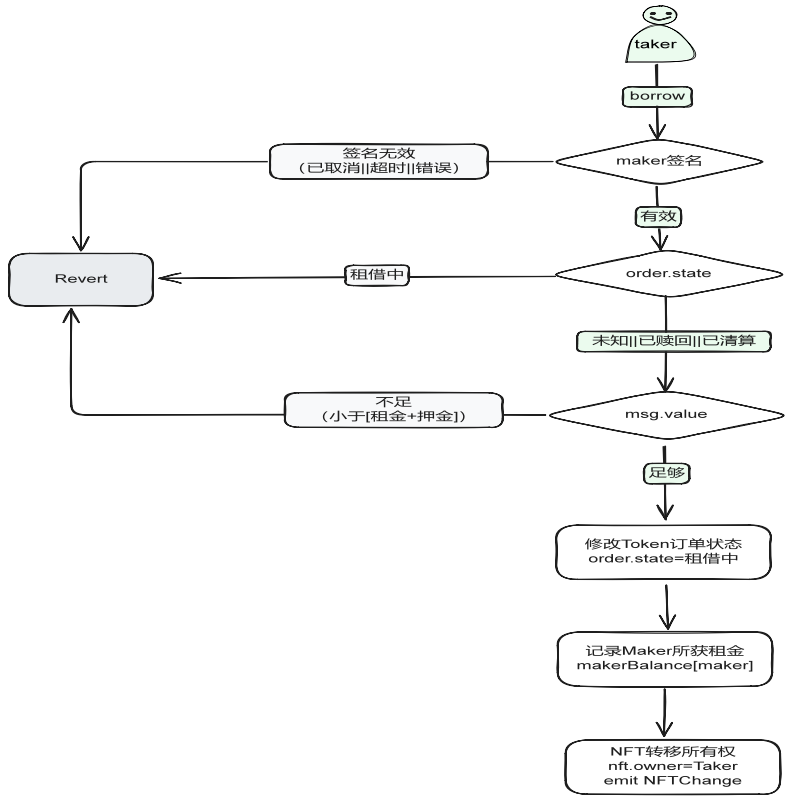 taker
borrow
签名无效
（已取消||超时||错误）
maker签名
有效
Revert
租借中
order.state
未知||已赎回||已清算
不足
（小于[租金+押金]）
msg.value
足够
修改Token订单状态
order.state=租借中
记录Maker所获租金
makerBalance[maker]
NFT转移所有权
nft.owner=Taker
emit NFTChange